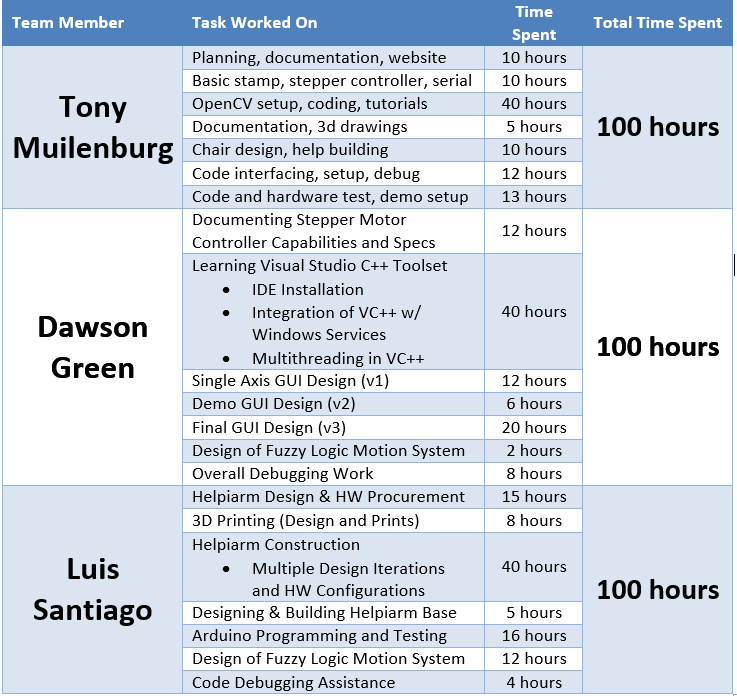 Team Member Task Worked On Time Spent Total Time Spent
Tony Muilenburg
Planning, documentation, website 10 hours
Basic stamp, stepper controller, serial 10 hours
OpenCV setup, coding, tutorials 40 hours
Documentation, 3d drawings 5 hours
Chair design, help building 10 hours
Code interfacing, setup, debug 12 hours
Code and hardware test, demo setup 13 hours
100 hours
Dawson Green
Documenting Stepper Motor
Controller Capabilities and Specs 12 hours
Learning Visual Studio C++ Toolset
• IDE Installation
• Integration of VC++ w/
Windows Services
• Multithreading in VC++
40 hours
Single Axis GUI Design (v1) 12 hours
Demo GUI Design (v2) 6 hours
Final GUI Design (v3) 20 hours
Design of Fuzzy Logic Motion System 2 hours
Overall Debugging Work 8 hours
100 hours
Luis Santiago
Helpiarm Design & HW Procurement 15 hours
3D Printing (Design and Prints) 8 hours
Helpiarm Construction
• Multiple Design Iterations
and HW Configurations
40 hours
Designing & Building Helpiarm Base 5 hours
Arduino Programming and Testing 16 hours
Design of Fuzzy Logic Motion System 12 hours
Code Debugging Assistance 4 hours
100 hours